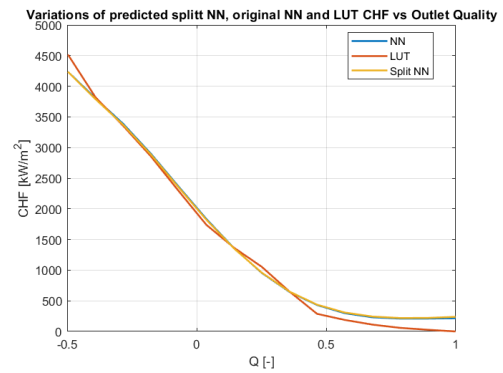 Variations of predicted splitt NN, original NN and LUT CHF vs Outlet Quality
5000
4500
4000
3500
3000
2500
2000
1500
1000
500
0
CHF [kW/m²]
NN
LUT
Split NN
-0.5
0
0.5
1
Q [-]